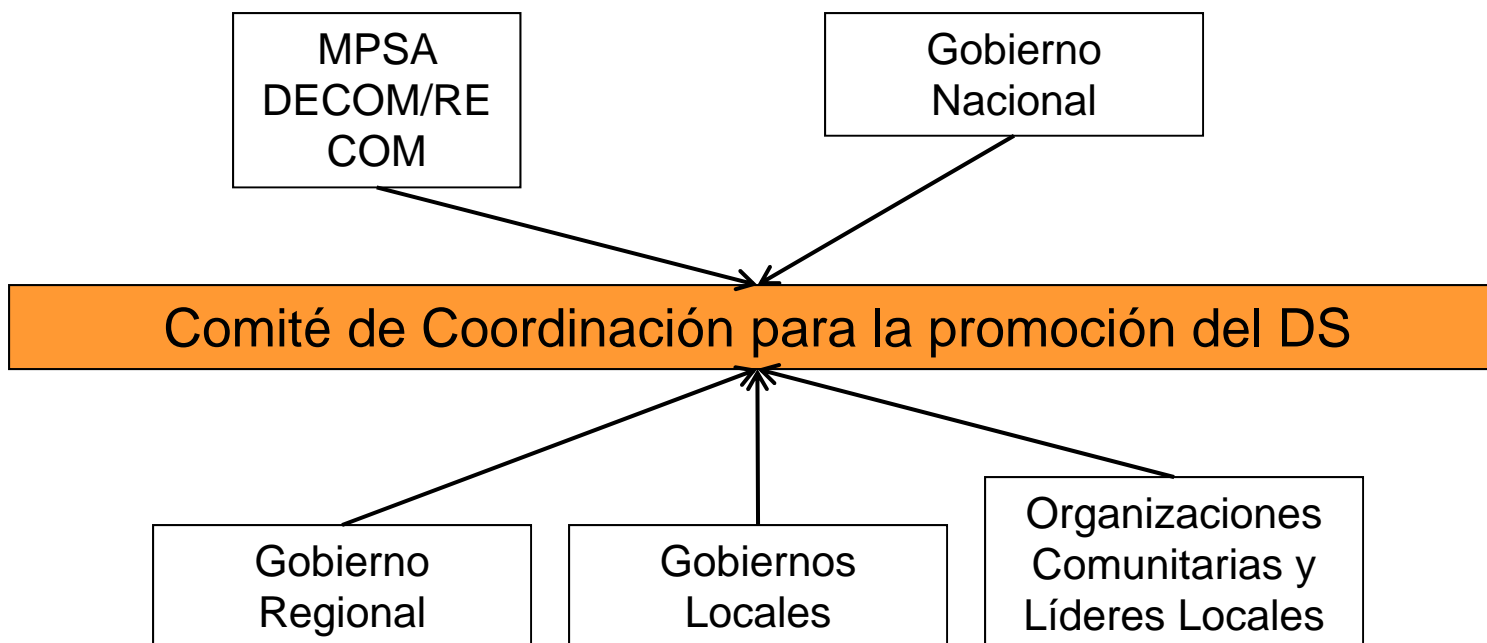 MPSA
DECOM/RE
COM
Gobierno
Nacional
Comité de Coordinación para la promoción del DS
Gobierno
Regional
Gobiernos
Locales
Organizaciones
Comunitarias y
Líderes Locales